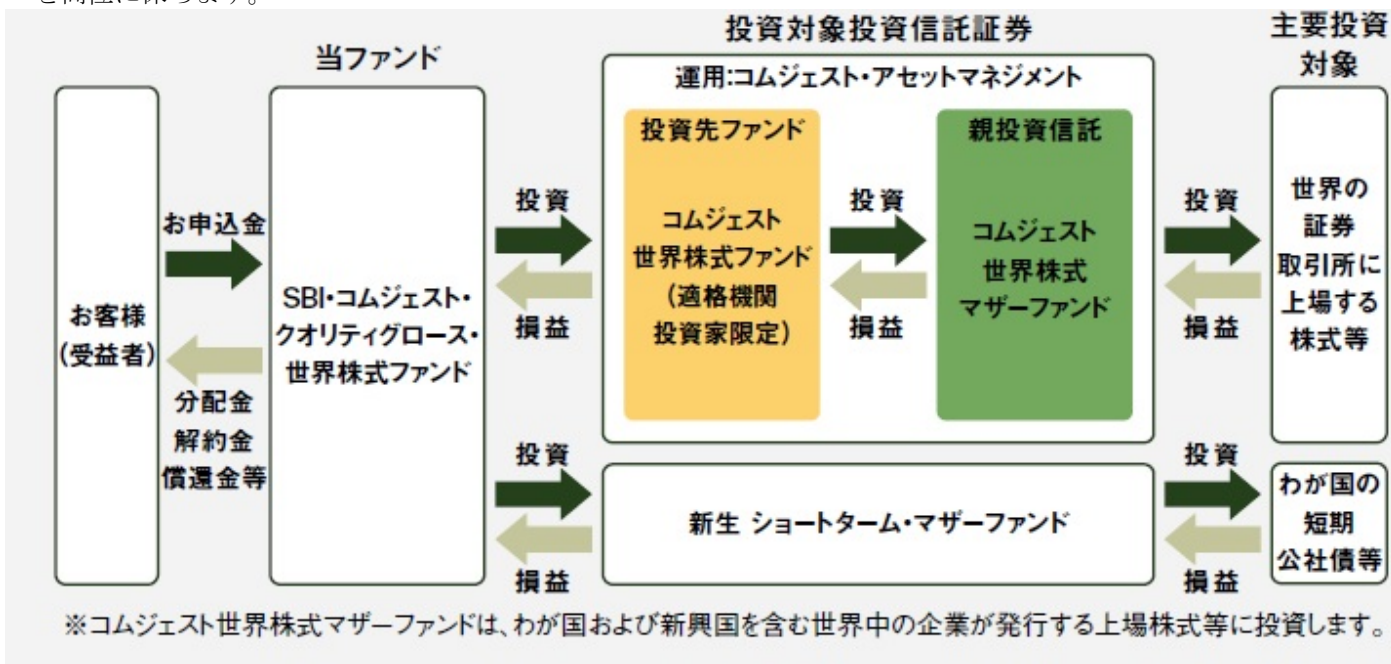 を高位に保ちます。
投資対象投資信託証券
主要投資
対象
当ファンド
運用:コムジェスト・アセットマネジメント
投資先ファンド
親投資信託
お申込金
投資
損益
コムジェスト
世界株式ファンド
(適格機関
投資家限定)
投資
損益
コムジェスト
世界株式
マザーファンド
投資
損益
世界の
証券
取引所に
上場する
株式等
お客様
(受益者)
SBI・コムジェスト・
クオリティグロース・
世界株式ファンド
分配金
解約金
償還金等
投資
損益
新生 ショートターム・マザーファンド
投資
損益
わが国の
短期
公社債等
※コムジェスト世界株式マザーファンドは、わが国および新興国を含む世界中の企業が発行する上場株式等に投資します。